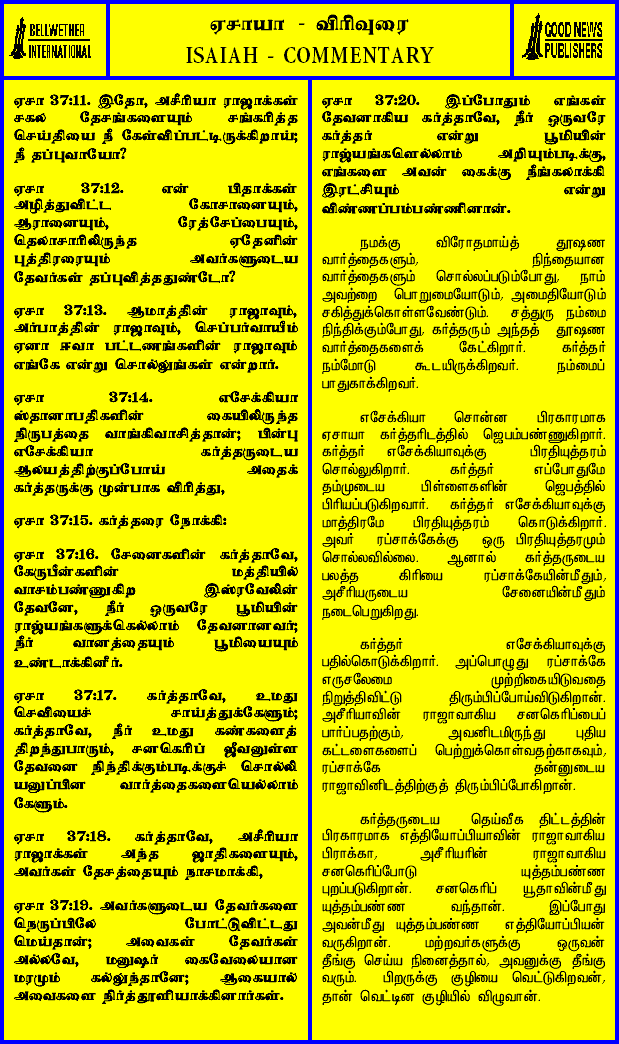 BELLWETHER
INTERNATIONAL
ஏசாயா - விரிவுரை
ISAIAH - COMMENTARY
GOOD NEWS
PUBLISHERS
ஏசா 37:11. இதோ, அசீரியா ராஜாக்கள்
சகல தேசங்களையும் சங்கரித்த
செய்தியை நீ கேள்விப்பட்டிருக்கிறாய்;
நீ தப்புவாயோ?
ஏசா 37:12. என் பிதாக்கள்
அழித்துவிட்ட கோசானையும்,
ஆரானையும், ரேத்சேப்பையும்,
தெலாசாரிலிருந்த ஏதேனின்
புத்திரரையும் அவர்களுடைய
தேவர்கள் தப்புவித்ததுண்டோ?
ஏசா 37:13. ஆமாத்தின் ராஜாவும்,
அர்பாத்தின் ராஜாவும், செப்பர்வாயீம்
ஏனா ஈவா பட்டணங்களின் ராஜாவும்
எங்கே என்று சொல்லுங்கள் என்றார்.
ஏசா 37:14. எசேக்கியா
ஸ்தானாபதிகளின் கையிலிருந்த
நிருபத்தை வாங்கிவாசித்தான்; பின்பு
எசேக்கியா கர்த்தருடைய
ஆலயத்திற்குப்போய் அதைக்
கர்த்தருக்கு முன்பாக விரித்து,
ஏசா 37:15. கர்த்தரை நோக்கி:
ஏசா 37:16. சேனைகளின் கர்த்தாவே,
கேருபீன்களின் மத்தியில்
வாசம்பண்ணுகிற இஸ்ரவேலின்
தேவனே, நீர் ஒருவரே பூமியின்
ராஜ்யங்களுக்கெல்லாம் தேவனானவர்;
நீர் வானத்தையும் பூமியையும்
உண்டாக்கினீர்.
ஏசா 37:17. கர்த்தாவே, உமது
செவியைச் சாய்த்துக்கேளும்;
கர்த்தாவே, நீர் உமது கண்களைத்
திறந்துபாரும், சனகெரிப் ஜீவனுள்ள
தேவனை நிந்திக்கும்படிக்குச் சொல்லி
யனுப்பின வார்த்தைகளையெல்லாம்
கேளும்.
ஏசா 37:18. கர்த்தாவே, அசீரியா
ராஜாக்கள் அந்த ஜாதிகளையும்,
அவர்கள் தேசத்தையும் நாசமாக்கி,
ஏசா 37:19. அவர்களுடைய தேவர்களை
நெருப்பிலே போட்டுவிட்டது
மெய்தான்; அவைகள் தேவர்கள்
அல்லவே, மனுஷர் கைவேலையான
மரமும் கல்லுந்தானே; ஆகையால்
அவைகளை நிர்த்தூளியாக்கினார்கள்.
ஏசா 37:20. இப்போதும் எங்கள்
தேவனாகிய கர்த்தாவே, நீர் ஒருவரே
கர்த்தர் என்று பூமியின்
ராஜ்யங்களெல்லாம் அறியும்படிக்கு,
எங்களை அவன் கைக்கு நீங்கலாக்கி
இரட்சியும் என்று
விண்ணப்பம்பண்ணினான்.
நமக்கு விரோதமாய்த் தூஷண
வார்த்தைகளும், நிந்தையான
வார்த்தைகளும் சொல்லப்படும்போது, நாம்
அவற்றை பொறுமையோடும், அமைதியோடும்
சகித்துக்கொள்ளவேண்டும். சத்துரு நம்மை
நிந்திக்கும்போது, கர்த்தரும் அந்தத் தூஷண
வார்த்தைகளைக் கேட்கிறார். கர்த்தர்
நம்மோடு கூடயிருக்கிறவர். நம்மைப்
பாதுகாக்கிறவர்.
எசேக்கியா சொன்ன பிரகாரமாக
ஏசாயா கர்த்தரிடத்தில் ஜெபம்பண்ணுகிறார்.
கர்த்தர் எசேக்கியாவுக்கு பிரதியுத்தரம்
சொல்லுகிறார். கர்த்தர் எப்போதுமே
தம்முடைய பிள்ளைகளின் ஜெபத்தில்
பிரியப்படுகிறவர். கர்த்தர் எசேக்கியாவுக்கு
மாத்திரமே பிரதியுத்தரம் கொடுக்கிறார்.
அவர் ரப்சாக்கேக்கு ஒரு பிரதியுத்தரமும்
சொல்லவில்லை. ஆனால் கர்த்தருடைய
பலத்த கிரியை ரப்சாக்கேயின்மீதும்,
அசீரியருடைய சேனையின்மீதும்
நடைபெறுகிறது.
கர்த்தர் எசேக்கியாவுக்கு
பதில்கொடுக்கிறார். அப்பொழுது ரப்சாக்கே
எருசலேமை முற்றிகையிடுவதை
நிறுத்திவிட்டு திரும்பிப்போய்விடுகிறான்.
அசீரியாவின் ராஜாவாகிய சனகெரிப்பைப்
பார்ப்பதற்கும், அவனிடமிருந்து புதிய
கட்டளைகளைப் பெற்றுக்கொள்வதற்காகவும்,
ரப்சாக்கே தன்னுடைய
ராஜாவினிடத்திற்குத் திரும்பிப்போகிறான்.
கர்த்தருடைய தெய்வீக திட்டத்தின்
பிரகாரமாக எத்தியோப்பியாவின் ராஜாவாகிய
பிராக்கா, அசீரியரின் ராஜாவாகிய
சனகெரிப்போடு யுத்தம்பண்ண
புறப்படுகிறான். சனகெரிப் யூதாவின்மீது
யுத்தம்பண்ண வந்தான். இப்போது
அவன்மீது யுத்தம்பண்ண எத்தியோப்பியன்
வருகிறான். மற்றவர்களுக்கு ஒருவன்
தீங்கு செய்ய நினைத்தால், அவனுக்கு தீங்கு
வரும். பிறருக்கு குழியை வெட்டுகிறவன்,
தான் வெட்டின குழியில் விழுவான்.